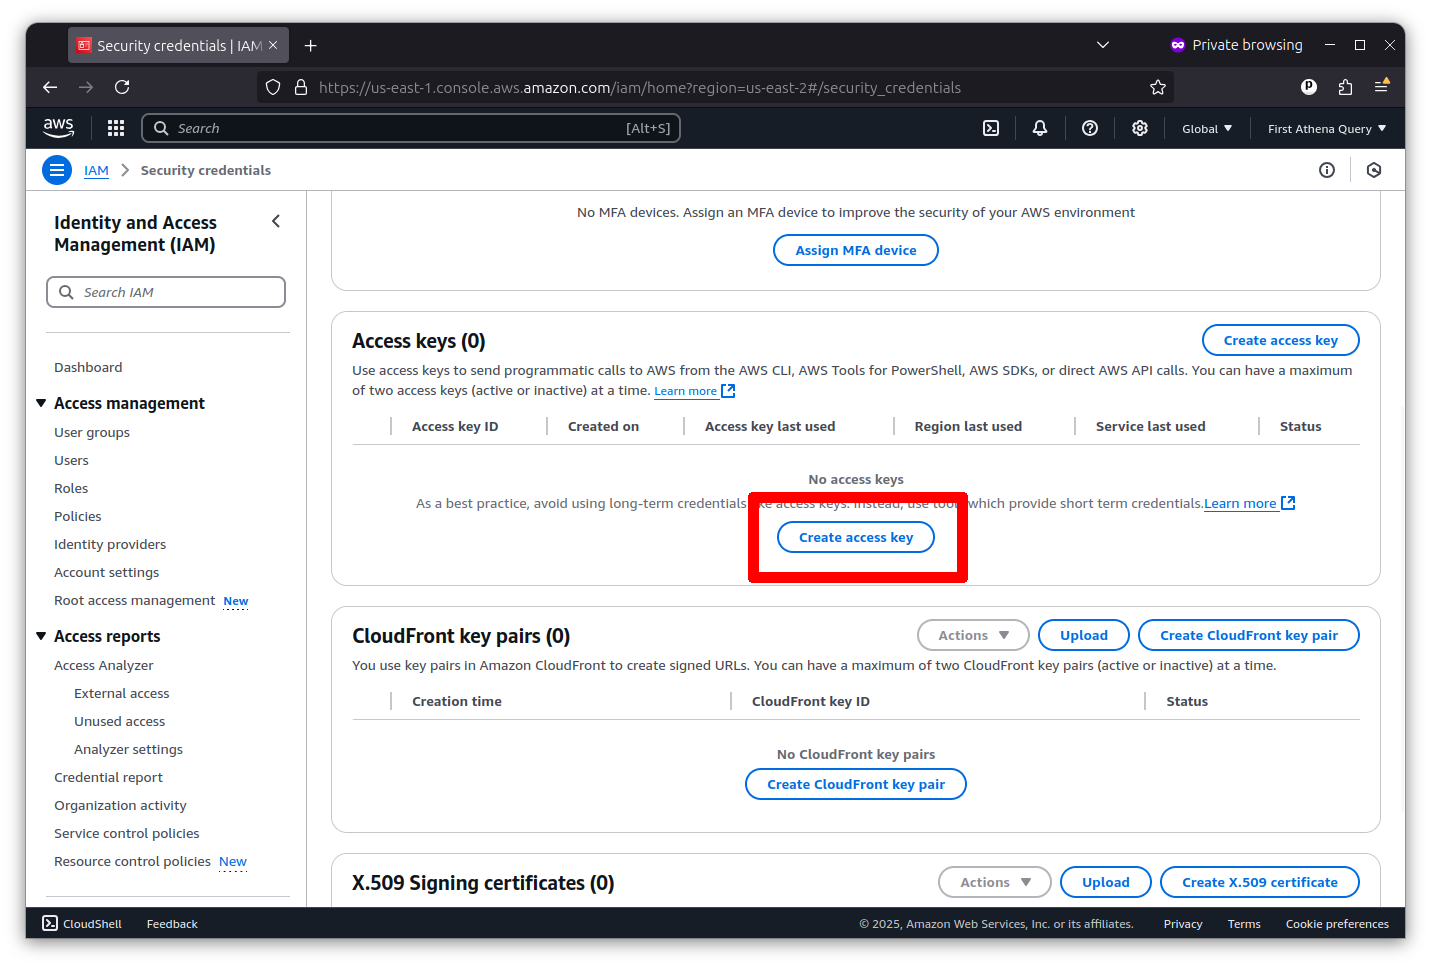 Security credentials | IAM
Private browsing
https://us-east-1.console.aws.amazon.com/iam/home?region=us-east-2#/security_credentials
aws
Search
[Alt+S]
Global
First Athena Query
IAM
Security credentials
Identity and Access
Management (IAM)
Search IAM
Dashboard
Access management
User groups
Users
Roles
Policies
Identity providers
Account settings
Root access management New
Access reports
Access Analyzer
External access
Unused access
Analyzer settings
Credential report
Organization activity
Service control policies
Resource control policies New
No MFA devices. Assign an MFA device to improve the security of your AWS environment
Assign MFA device
Access keys (0)
Create access key
Use access keys to send programmatic calls to AWS from the AWS CLI, AWS Tools for PowerShell, AWS SDKs, or direct AWS API calls. You can have a maximum
of two access keys (active or inactive) at a time. Learn more
Access key ID Created on Access key last used Region last used Service last used Status
No access keys
As a best practice, avoid using long-term credentials like access keys. Instead, use tools which provide short term credentials. Learn more
Create access key
CloudFront key pairs (0)
Actions Upload Create CloudFront key pair
You use key pairs in Amazon CloudFront to create signed URLs. You can have a maximum of two CloudFront key pairs (active or inactive) at a time.
Creation time CloudFront key ID Status
No CloudFront key pairs
Create CloudFront key pair
X.509 Signing certificates (0)
Actions Upload Create X.509 certificate
CloudShell Feedback
© 2025, Amazon Web Services, Inc. or its affiliates. Privacy Terms Cookie preferences